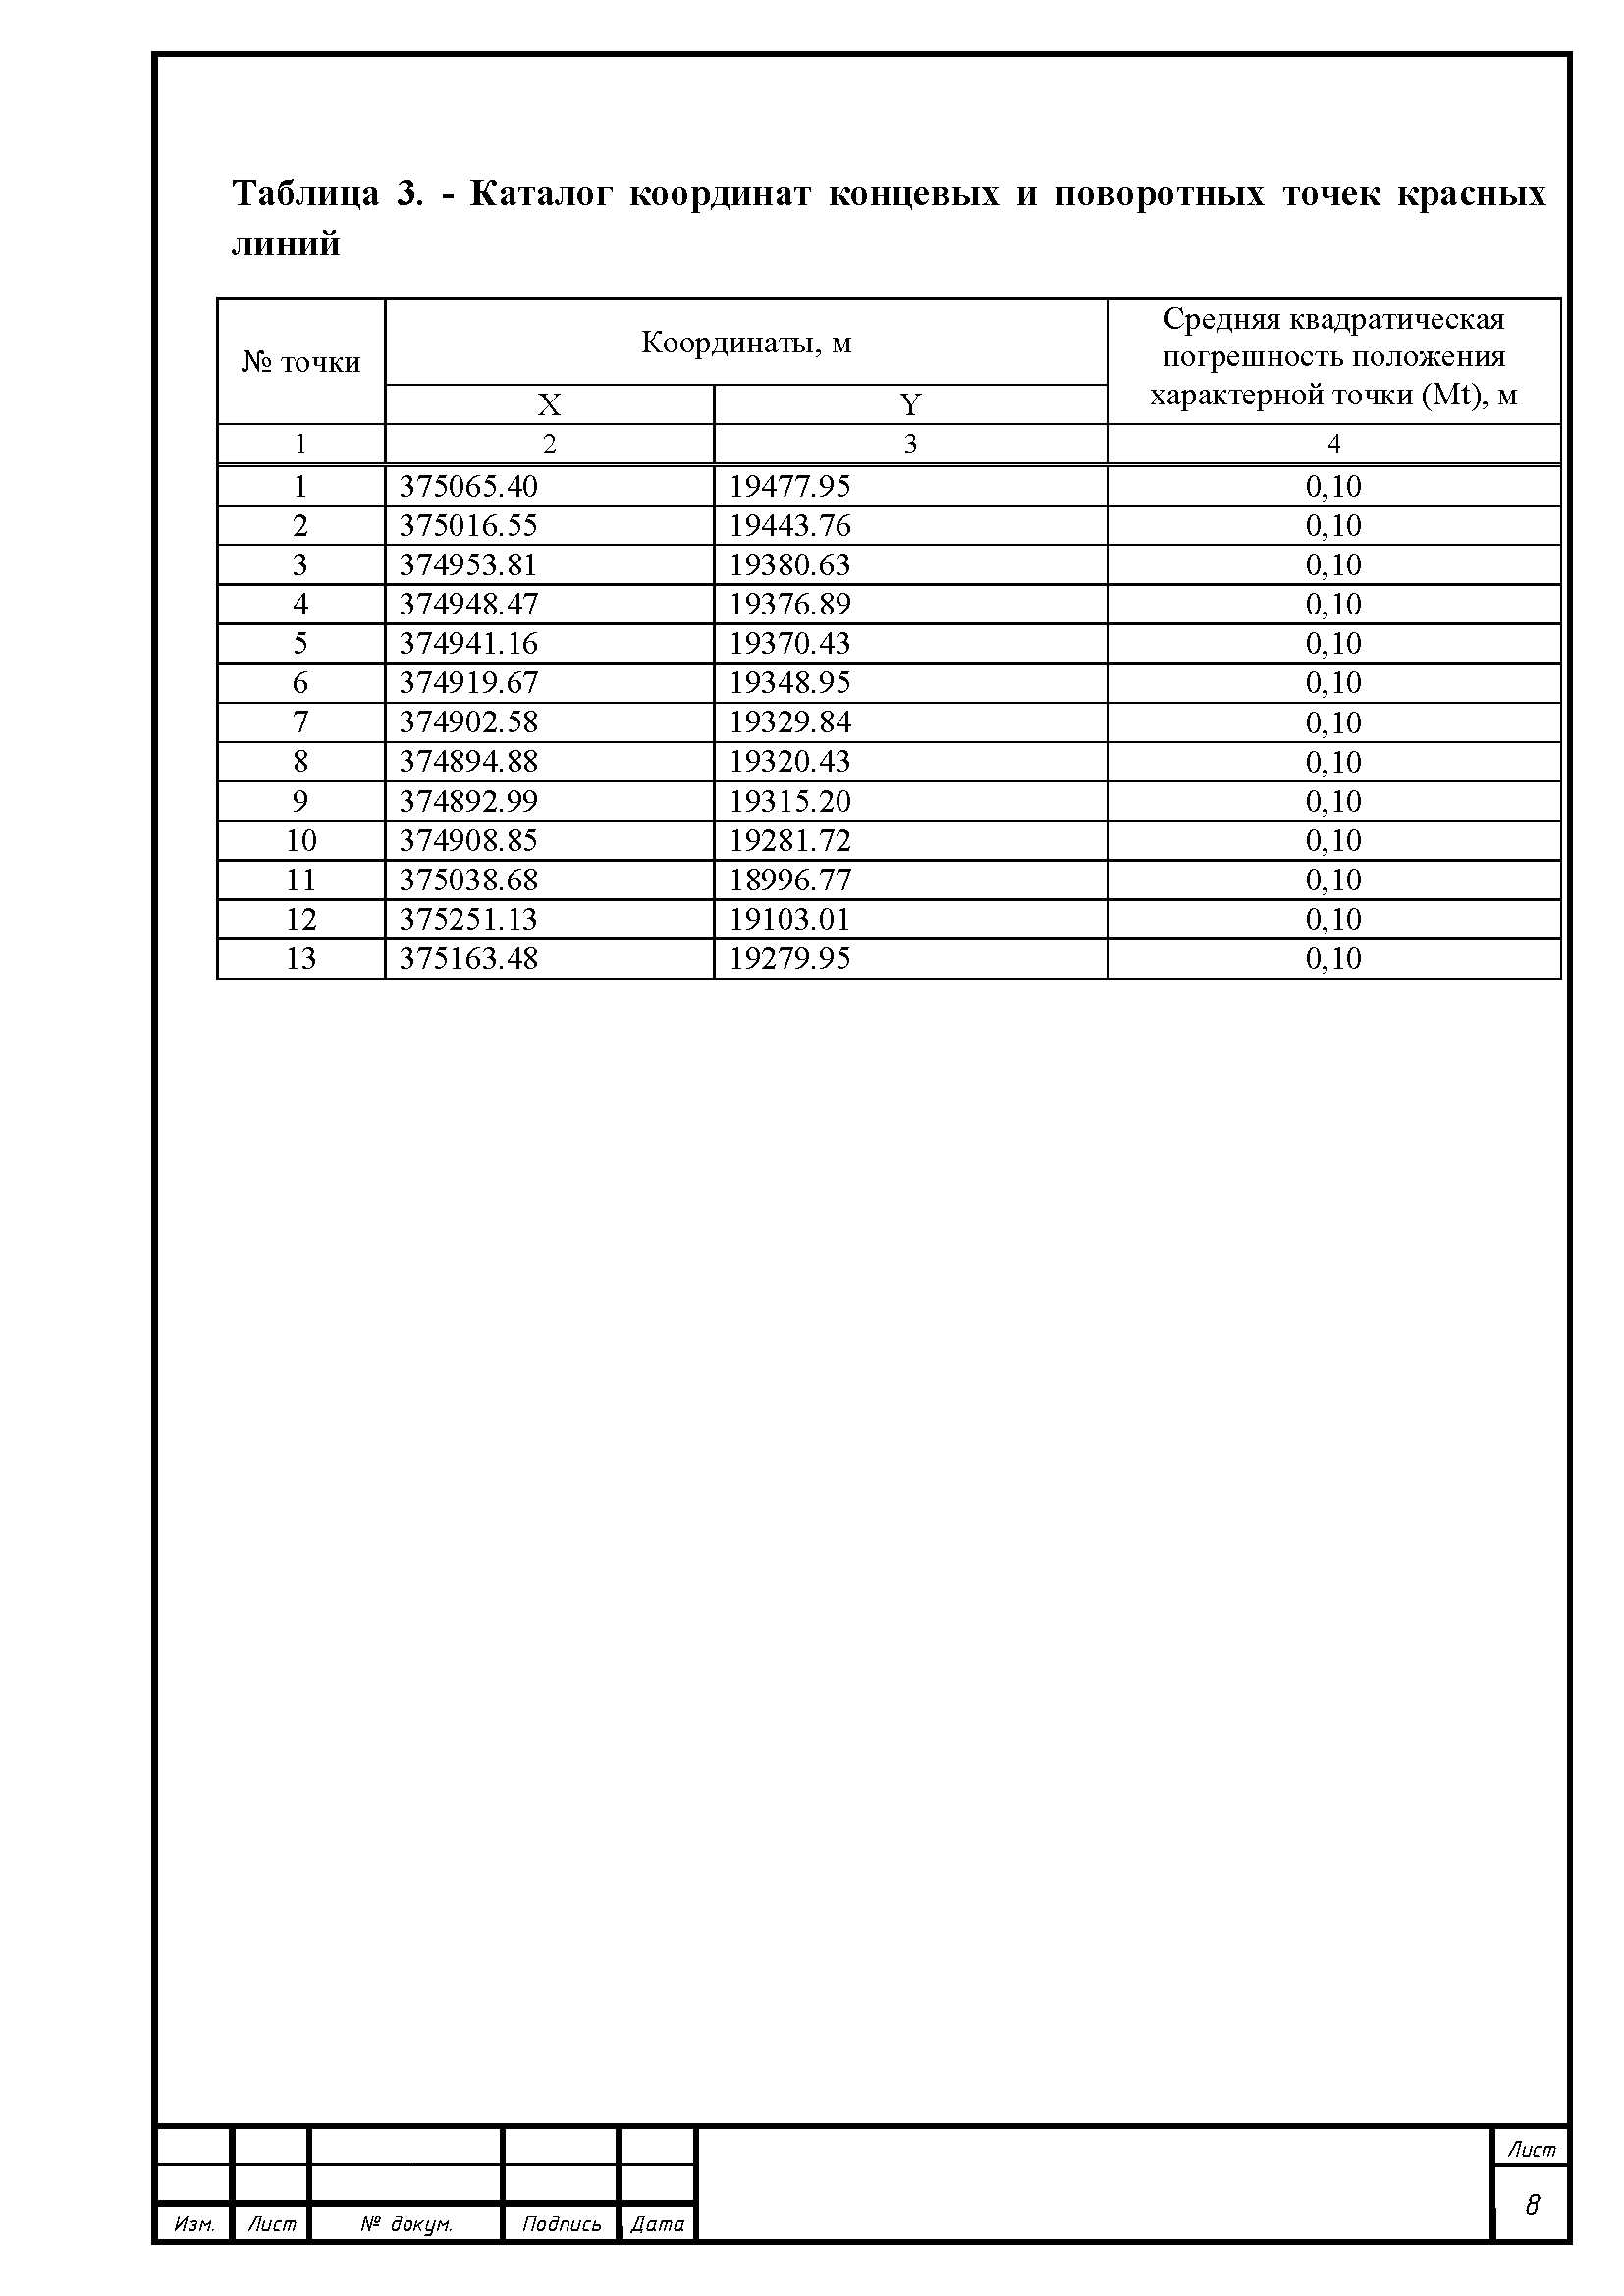 Таблица 3. - Каталог координат концевых и поворотных точек красных
линий
№ точки
Координаты, м
Средняя квадратическая
погрешность положения
характерной точки (Mt), м
X Y
1 2 3 4
1 375065.40 19477.95 0,10
2 375016.55 19443.76 0,10
3 374953.81 19380.63 0,10
4 374948.47 19376.89 0,10
5 374941.16 19370.43 0,10
6 374919.67 19348.95 0,10
7 374902.58 19329.84 0,10
8 374894.88 19320.43 0,10
9 374892.99 19315.20 0,10
10 374908.85 19281.72 0,10
11 375038.68 18996.77 0,10
12 375251.13 19103.01 0,10
13 375163.48 19279.95 0,10
Лист
8
Изм. Лист № докум. Подпись Дата